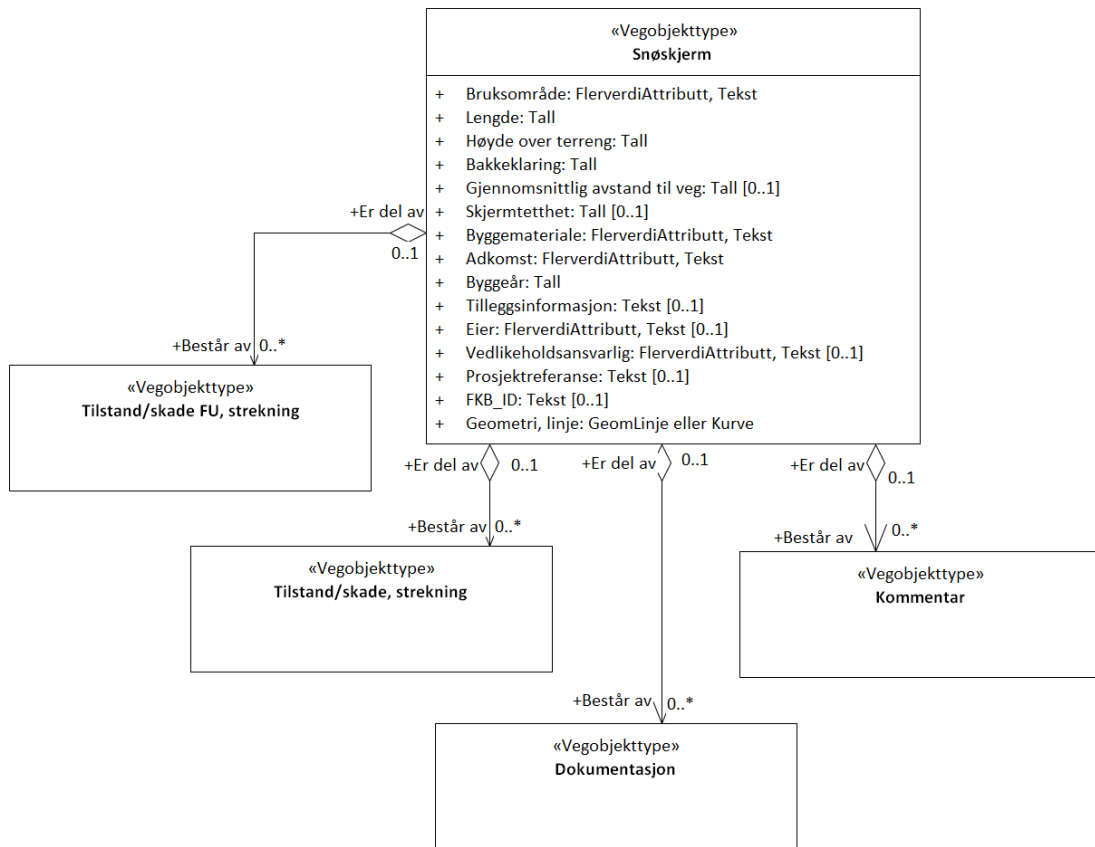 «Vegobjekttype»
Snøskjerm
+ Bruksområde: FlerverdiAttributt, Tekst
+ Lengde: Tall
+ Høyde over terreng: Tall
+ Bakkeklaring: Tall
+ Gjennomsnittlig avstand til veg: Tall [0..1]
+ Skjermtetthet: Tall [0..1]
+ Byggemateriale: FlerverdiAttributt, Tekst
+ Adkomst: FlerverdiAttributt, Tekst
+ Byggeår: Tall
+ Tilleggsinformasjon: Tekst [0..1]
+ Eier: FlerverdiAttributt, Tekst [0..1]
+ Vedlikeholdsansvarlig: FlerverdiAttributt, Tekst [0..1]
+ Prosjektreferanse: Tekst [0..1]
+ FKB_ID: Tekst [0..1]
+ Geometri, linje: GeomLinje eller Kurve
+Er del av
0..1
+Består av 0..*
«Vegobjekttype»
Tilstand/skade FU, strekning
+Er del av 0..1
+Består av 0..*
«Vegobjekttype»
Tilstand/skade, strekning
+Er del av 0..1
+Består av 0..*
«Vegobjekttype»
Dokumentasjon
+Er del av
0..1
+Består av 0..*
«Vegobjekttype»
Kommentar